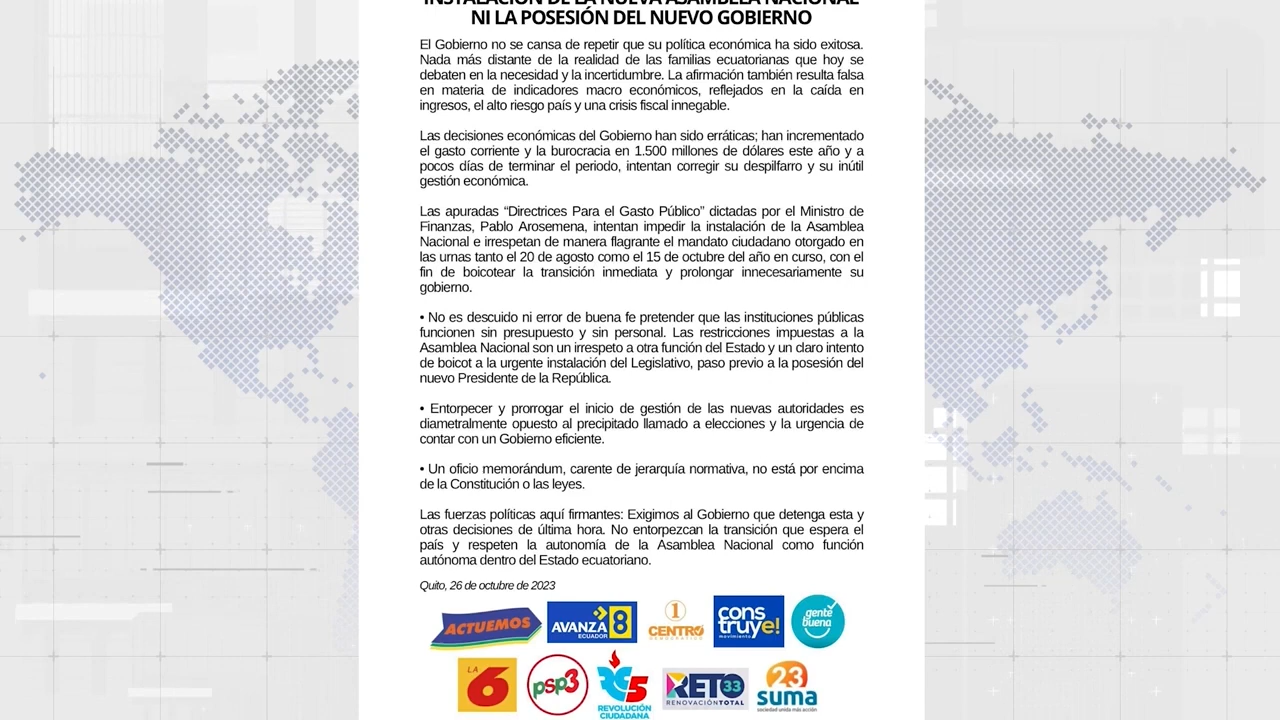 INSTALACIÓN DE LA NUEVA ASAMBLEA NACIONAL
NI LA POSESIÓN DEL NUEVO GOBIERNO
El Gobierno no se cansa de repetir que su política económica ha sido exitosa.
Nada más distante de la realidad de las familias ecuatorianas que hoy se
debaten en la necesidad y la incertidumbre. La afirmación también resulta falsa
en materia de indicadores macro económicos, reflejados en la caída en
ingresos, el alto riesgo país y una crisis fiscal innegable.
Las decisiones económicas del Gobierno han sido erráticas; han incrementado
el gasto corriente y la burocracia en 1.500 millones de dólares este año y a
pocos días de terminar el periodo, intentan corregir su despilfarro y su inútil
gestión económica.
Las apuradas “Directrices Para el Gasto Público” dictadas por el Ministro de
Finanzas, Pablo Arosemena, intentan impedir la instalación de la Asamblea
Nacional e irrespetan de manera flagrante el mandato ciudadano otorgado en
las urnas tanto el 20 de agosto como el 15 de octubre del año en curso, con el
fin de boicotear la transición inmediata y prolongar innecesariamente su
gobierno.
• No es descuido ni error de buena fe pretender que las instituciones públicas
funcionen sin presupuesto y sin personal. Las restricciones impuestas a la
Asamblea Nacional son un irrespeto a otra función del Estado y un claro intento
de boicot a la urgente instalación del Legislativo, paso previo a la posesión del
nuevo Presidente de la República.
• Entorpecer y prorrogar el inicio de gestión de las nuevas autoridades es
diametralmente opuesto al precipitado llamado a elecciones y la urgencia de
contar con un Gobierno eficiente.
• Un oficio memorándum, carente de jerarquía normativa, no está por encima
de la Constitución o las leyes.
Las fuerzas políticas aquí firmantes: Exigimos al Gobierno que detenga esta y
otras decisiones de última hora. No entorpezcan la transición que espera el
país y respeten la autonomía de la Asamblea Nacional como función
autónoma dentro del Estado ecuatoriano.
Quito, 26 de octubre de 2023
ACTUEMOS
AVANZA 8
ECUADOR
1
CENTRO
DEMOCRÁTICO
cons
truye!
movimiento
gente
buena
LA
6
psp3
RC5
REVOLUCIÓN
CIUDADANA
RETO 33
RENOVACIÓN TOTAL
23
suma
sociedad unida más acción